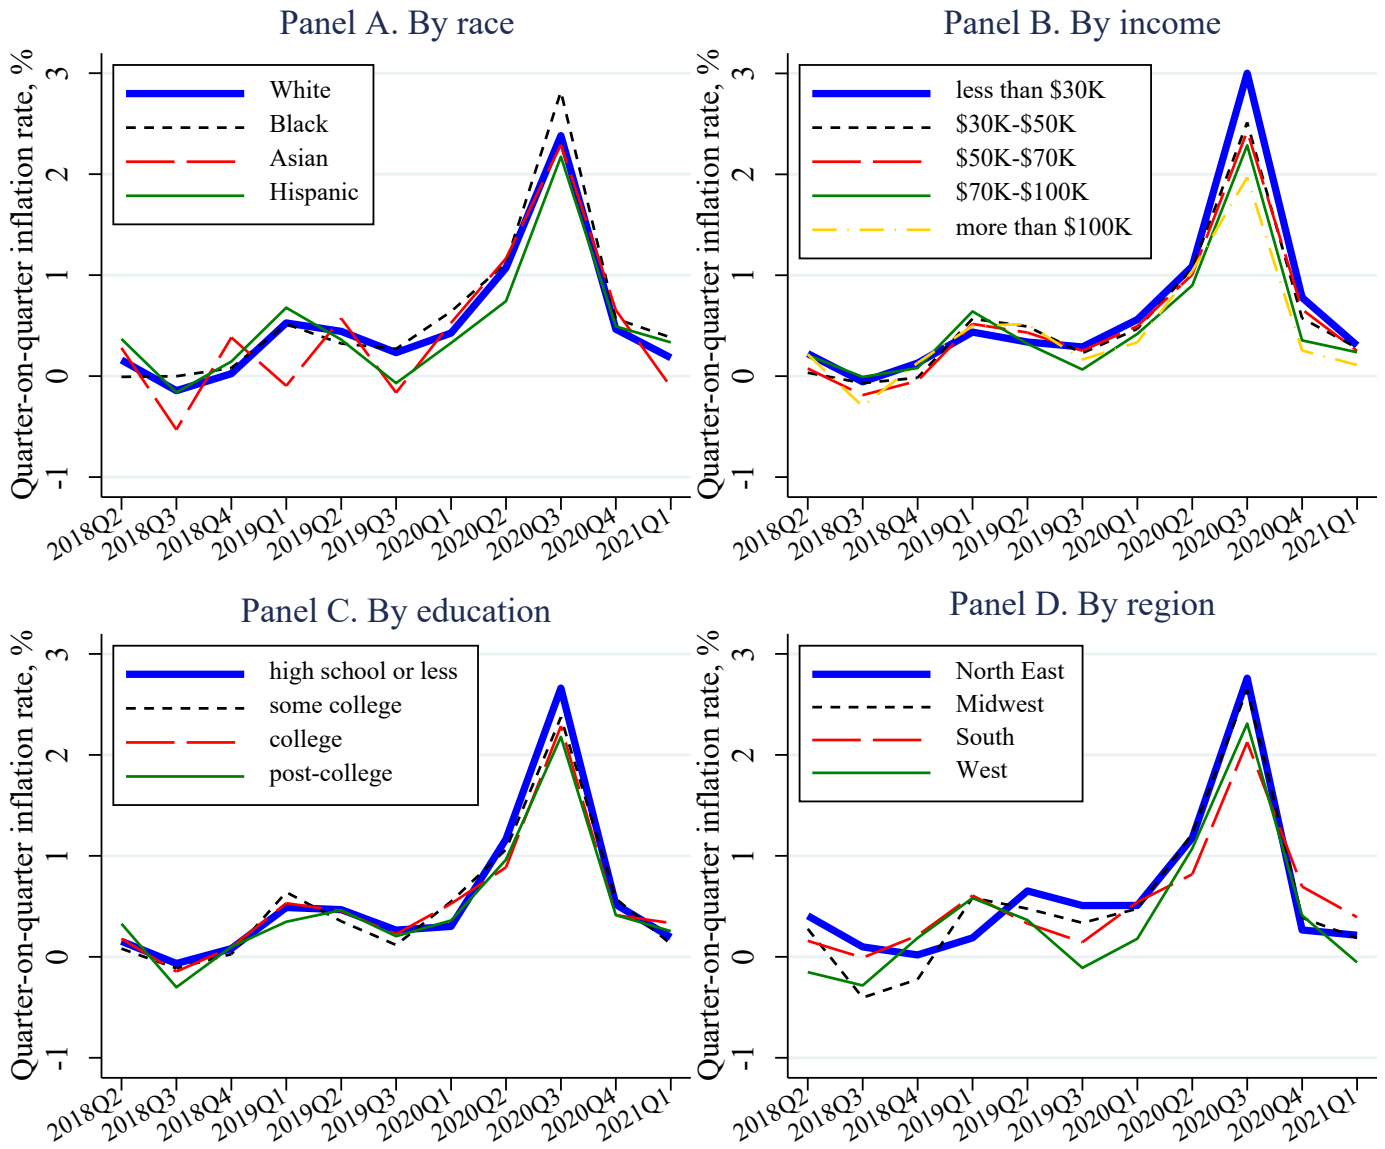 Panel A. By race
Quarter-on-quarter inflation rate, %
3
2
1
0
-1
White
Black
Asian
Hispanic
2018Q2
2018Q3
2018Q4
2019Q1
2019Q2
2019Q3
2020Q1
2020Q2
2020Q3
2020Q4
2021Q1
Panel B. By income
Quarter-on-quarter inflation rate, %
3
2
1
0
-1
less than $30K
$30K-$50K
$50K-$70K
$70K-$100K
more than $100K
2018Q2
2018Q3
2018Q4
2019Q1
2019Q2
2019Q3
2020Q1
2020Q2
2020Q3
2020Q4
2021Q1
Panel C. By education
Quarter-on-quarter inflation rate, %
3
2
1
0
-1
high school or less
some college
college
post-college
2018Q2
2018Q3
2018Q4
2019Q1
2019Q2
2019Q3
2020Q1
2020Q2
2020Q3
2020Q4
2021Q1
Panel D. By region
Quarter-on-quarter inflation rate, %
3
2
1
0
-1
North East
Midwest
South
West
2018Q2
2018Q3
2018Q4
2019Q1
2019Q2
2019Q3
2020Q1
2020Q2
2020Q3
2020Q4
2021Q1